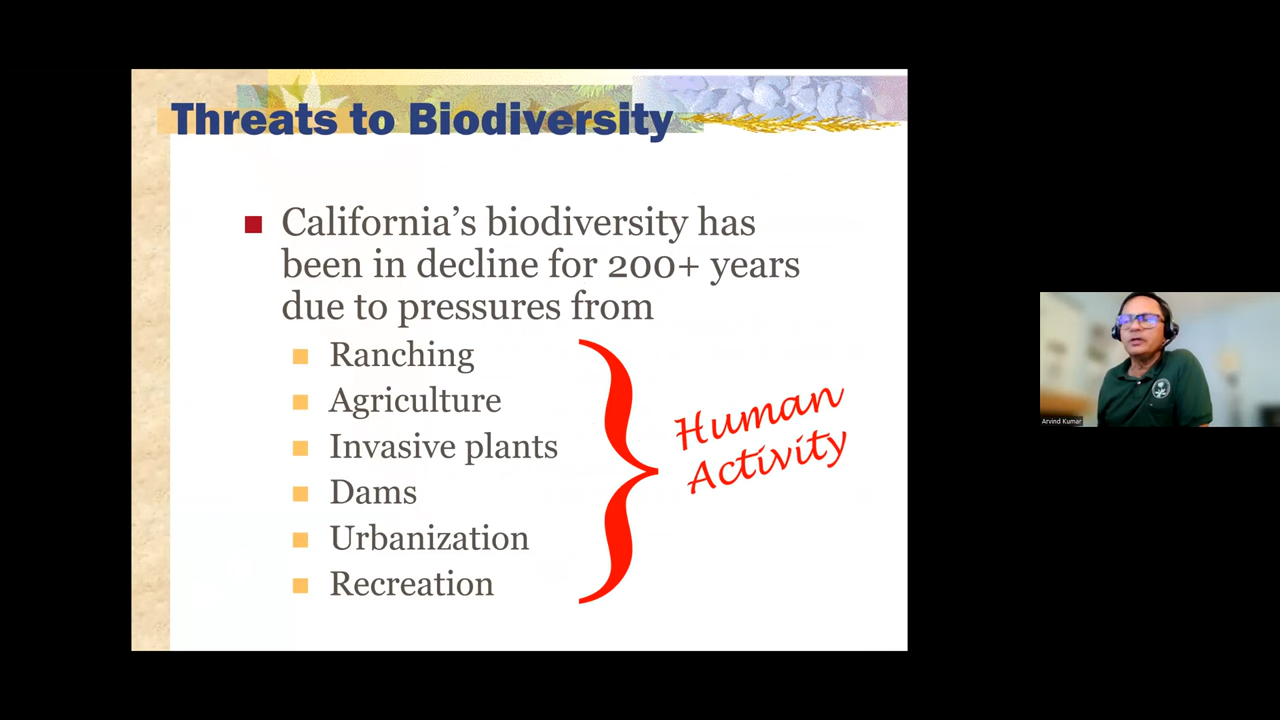 Threats to Biodiversity
California’s biodiversity has
been in decline for 200+ years
due to pressures from
Ranching
Agriculture
Invasive plants
Dams
Urbanization
Recreation
Human
Activity
Arvind Kumar